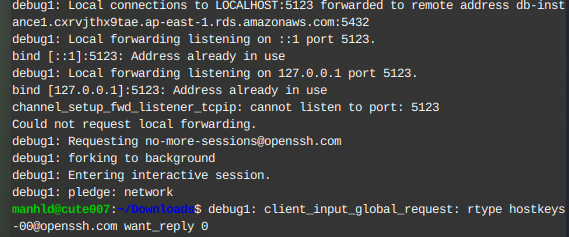 debug1: Local connections to LOCALHOST:5123 forwarded to remote address db-inst
ance1.cxrvjthx9tae.ap-east-1.rds.amazonaws.com:5432
debug1: Local forwarding listening on ::1 port 5123.
bind [::1]:5123: Address already in use
debug1: Local forwarding listening on 127.0.0.1 port 5123.
bind [127.0.0.1]:5123: Address already in use
channel_setup_fwd_listener_tcpip: cannot listen to port: 5123
Could not request local forwarding.
debug1: Requesting no-more-sessions@openssh.com
debug1: forking to background
debug1: Entering interactive session.
debug1: pledge: network
manhld@cute007:~/Downloads$ debug1: client_input_global_request: rtype hostkeys
-00@openssh.com want_reply 0